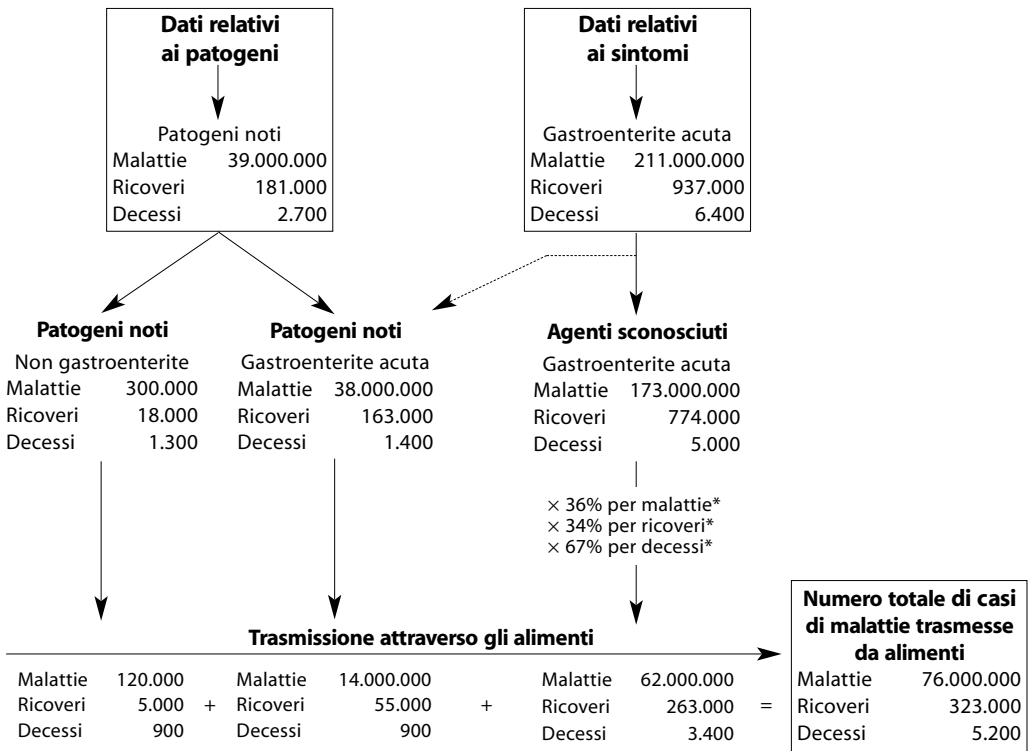 Dati relativi
ai patogeni
Patogeni noti
Malattie 39.000.000
Ricoveri 181.000
Decessi 2.700
Dati relativi
ai sintomi
Gastroenterite acuta
Malattie 211.000.000
Ricoveri 937.000
Decessi 6.400
Patogeni noti
Non gastroenterite
Malattie 300.000
Ricoveri 18.000
Decessi 1.300
Patogeni noti
Gastroenterite acuta
Malattie 38.000.000
Ricoveri 163.000
Decessi 1.400
Agenti sconosciuti
Gastroenterite acuta
Malattie 173.000.000
Ricoveri 774.000
Decessi 5.000
× 36% per malattie*
× 34% per ricoveri*
× 67% per decessi*
Trasmissione attraverso gli alimenti
Numero totale di casi
di malattie trasmesse
da alimenti
Malattie 120.000 Malattie 14.000.000 Malattie 62.000.000 Malattie 76.000.000
Ricoveri 5.000 + Ricoveri 55.000 + Ricoveri 263.000 = Ricoveri 323.000
Decessi 900 Decessi 900 Decessi 3.400 Decessi 5.200